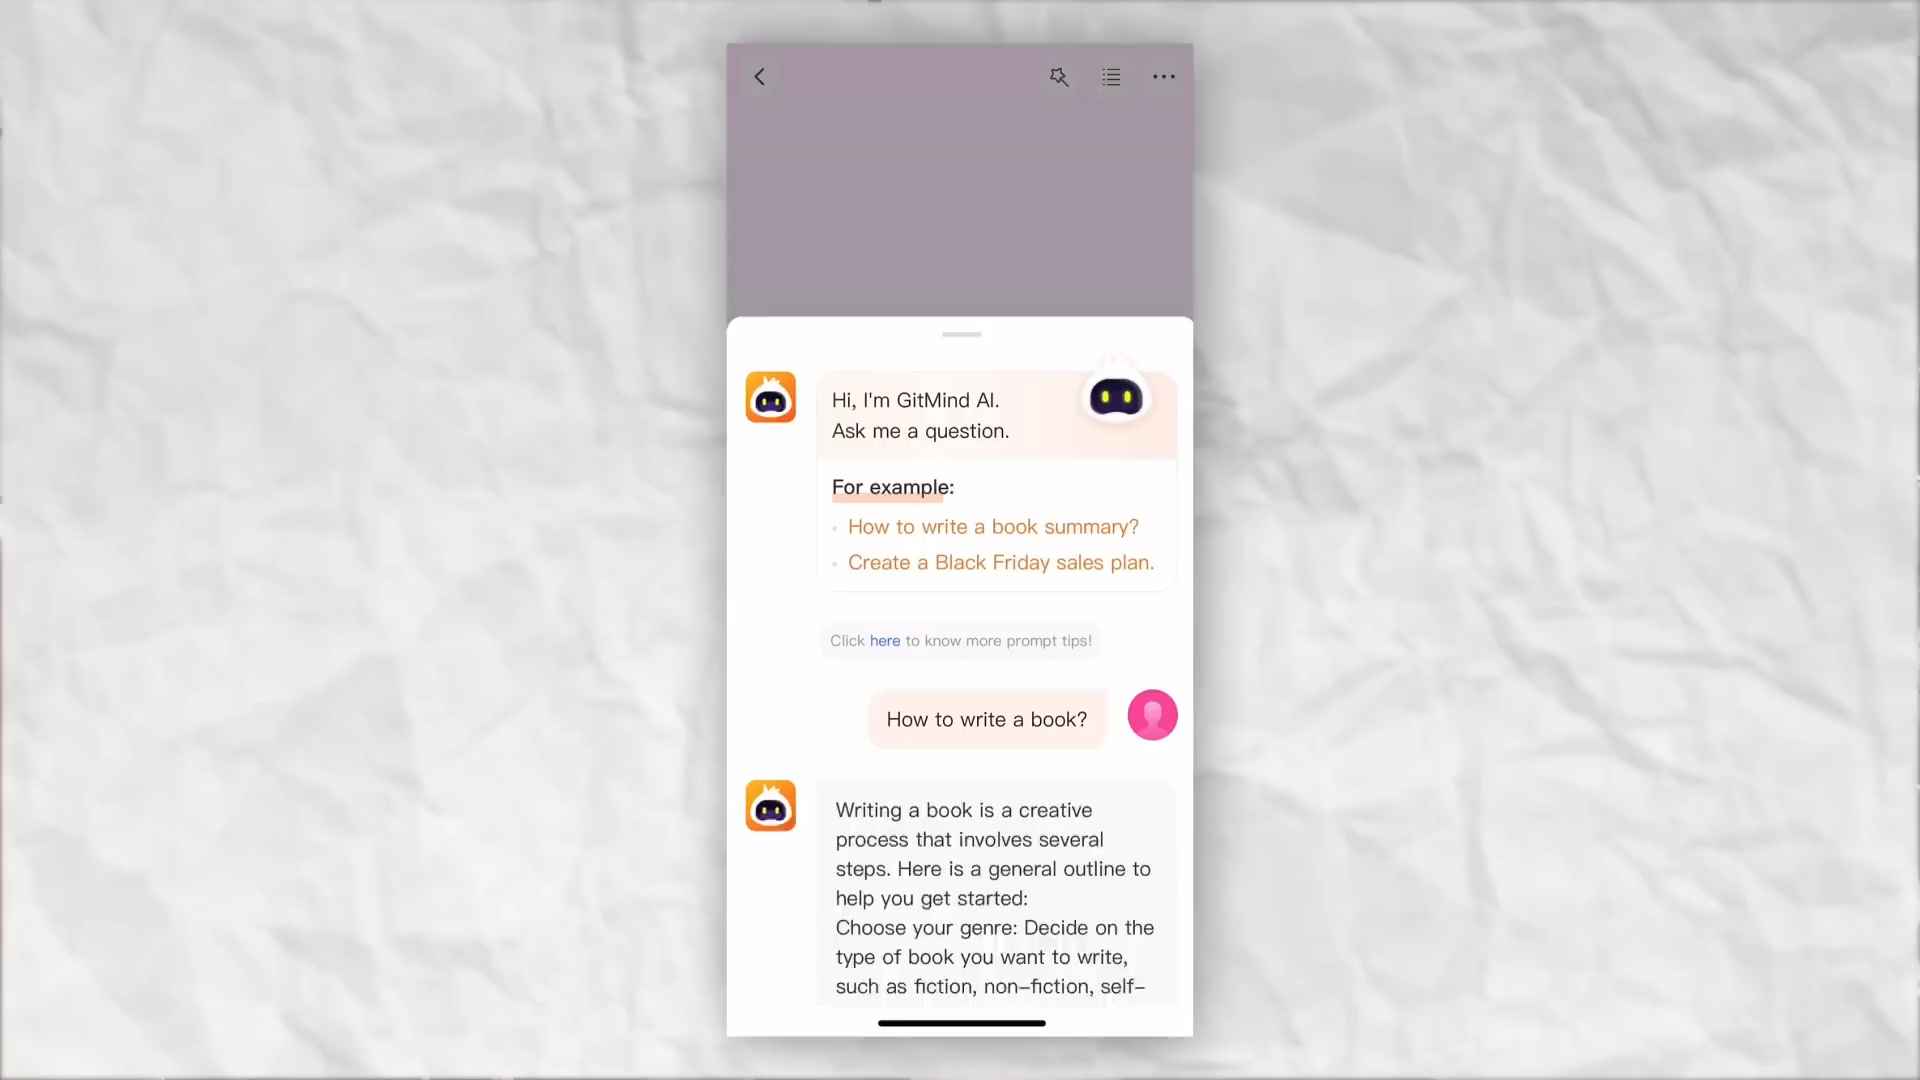 Hi, I'm GitMind AI.
Ask me a question.
For example:
How to write a book summary?
Create a Black Friday sales plan.
Click here to know more prompt tips!
How to write a book?
Writing a book is a creative
process that involves several
steps. Here is a general outline to
help you get started:
Choose your genre: Decide on the
type of book you want to write,
such as fiction, non-fiction, self-